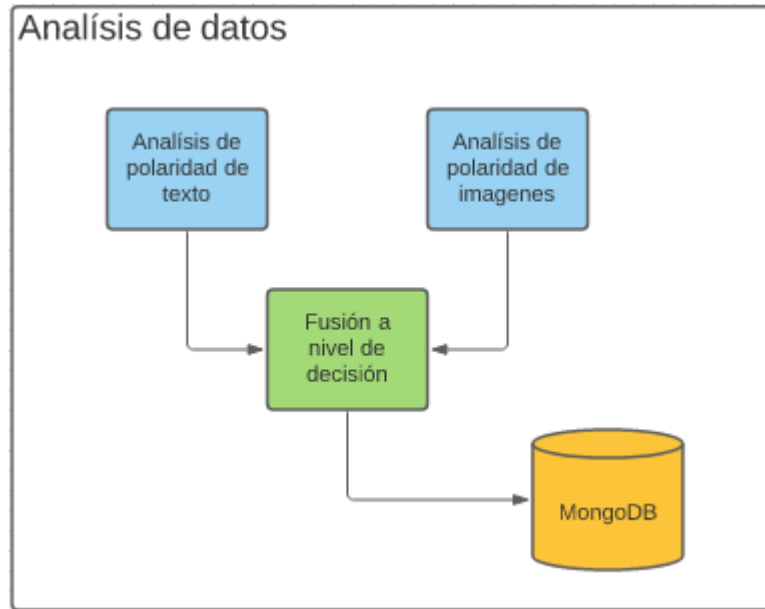 Analísis de datos
Analísis de
polaridad de
texto
Analísis de
polaridad de
imagenes
Fusión a
nivel de
decisión
MongoDB